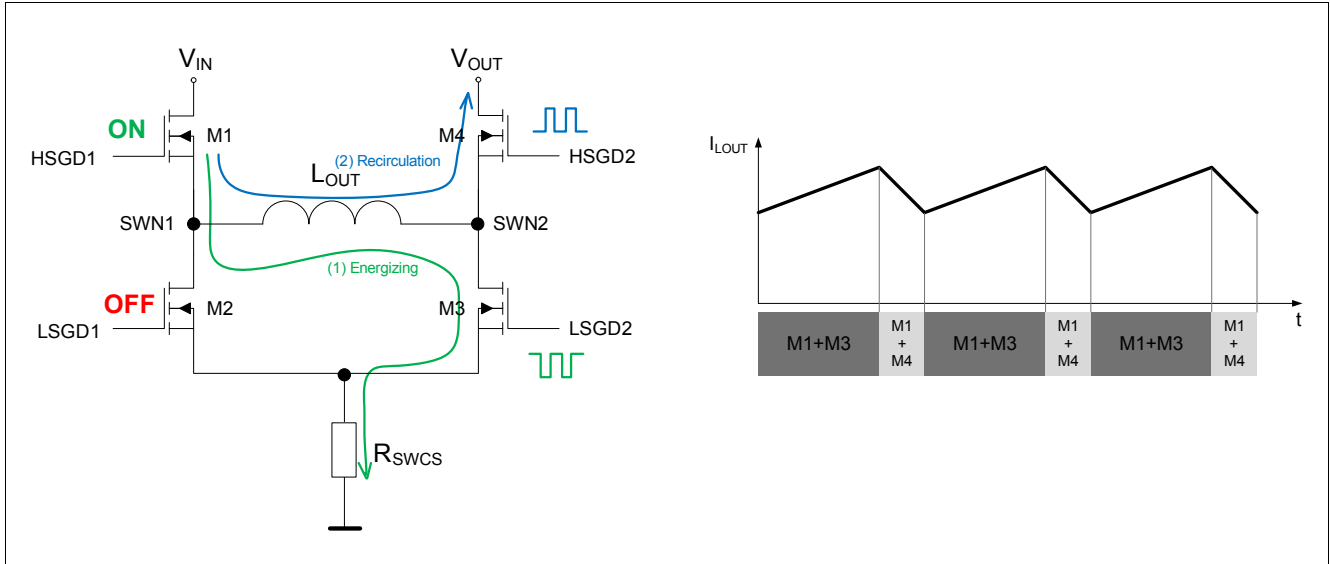 VIN
VOUT
ON
M1
M4
HSGD1
HSGD2
(2) Recirculation
LOUT
SWN1
SWN2
(1) Energizing
OFF
M2
M3
LSGD1
LSGD2
RSWCS
ILOUT
t
M1+M3
M1
+
M4
M1+M3
M1
+
M4
M1+M3
M1
+
M4